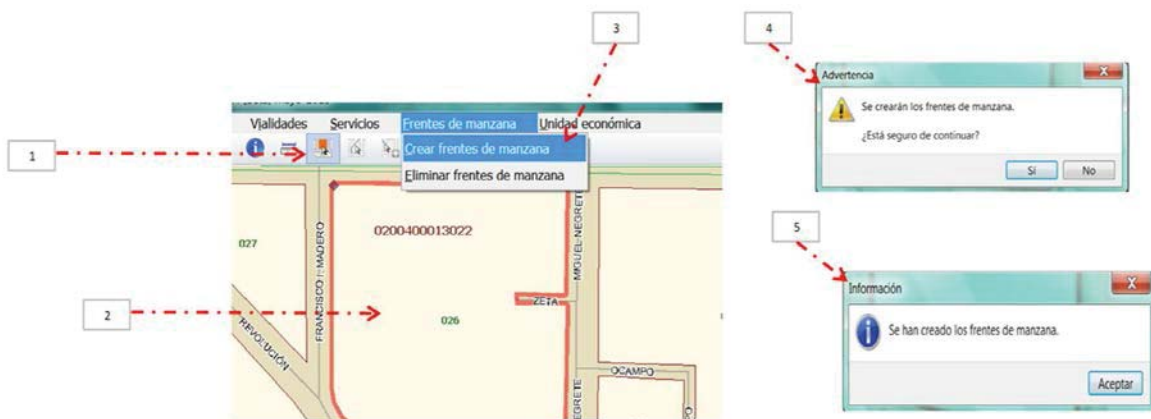 3
4
Advertencia
Se crearán los frentes de manzana.
¿Está seguro de continuar?
Sí
No
Vialidades Servicios Frentes de manzana Unidad económica
1
Crear frentes de manzana
Eliminar frentes de manzana
027
0200400013022
FRANCISCO I. MADERO
MIGUEL NEGRETE
2
026
ZETA
REVOLUCIÓN
OCAMPO
5
Información
Se han creado los frentes de manzana.
Aceptar